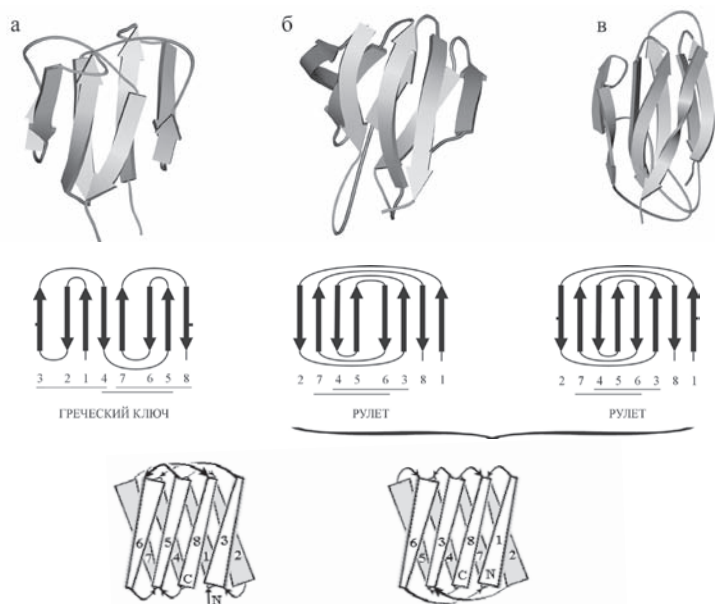 а б в
3 2 1 4 7 6 5 8
2 7 4 5 6 3 8 1
2 7 4 5 6 3 8 1
ГРЕЧЕСКИЙ КЛЮЧ РУЛЕТ РУЛЕТ
6 7 5 4 8 1 3 2
C N
6 5 3 4 8 7 1 2
C N